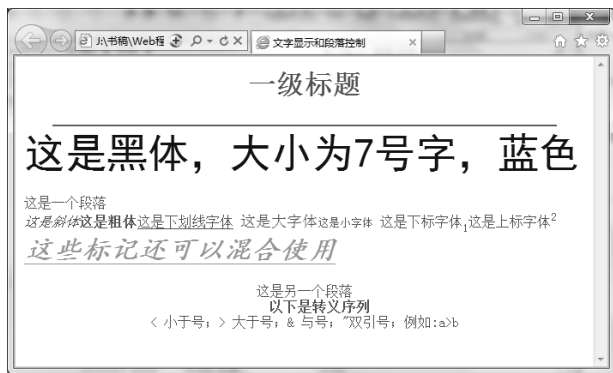 J:\书稿\Web程
文字显示和段落控制
一级标题
这是黑体，大小为7号字，蓝色
这是一个段落
这是斜体这是粗体这是下划线字体 这是大字体这是小字体 这是下标字体1这是上标字体2
这些标记还可以混合使用
这是另一个段落
以下是转义序列
< 小于号；> 大于号；& 与号；"双引号；例如:a>b